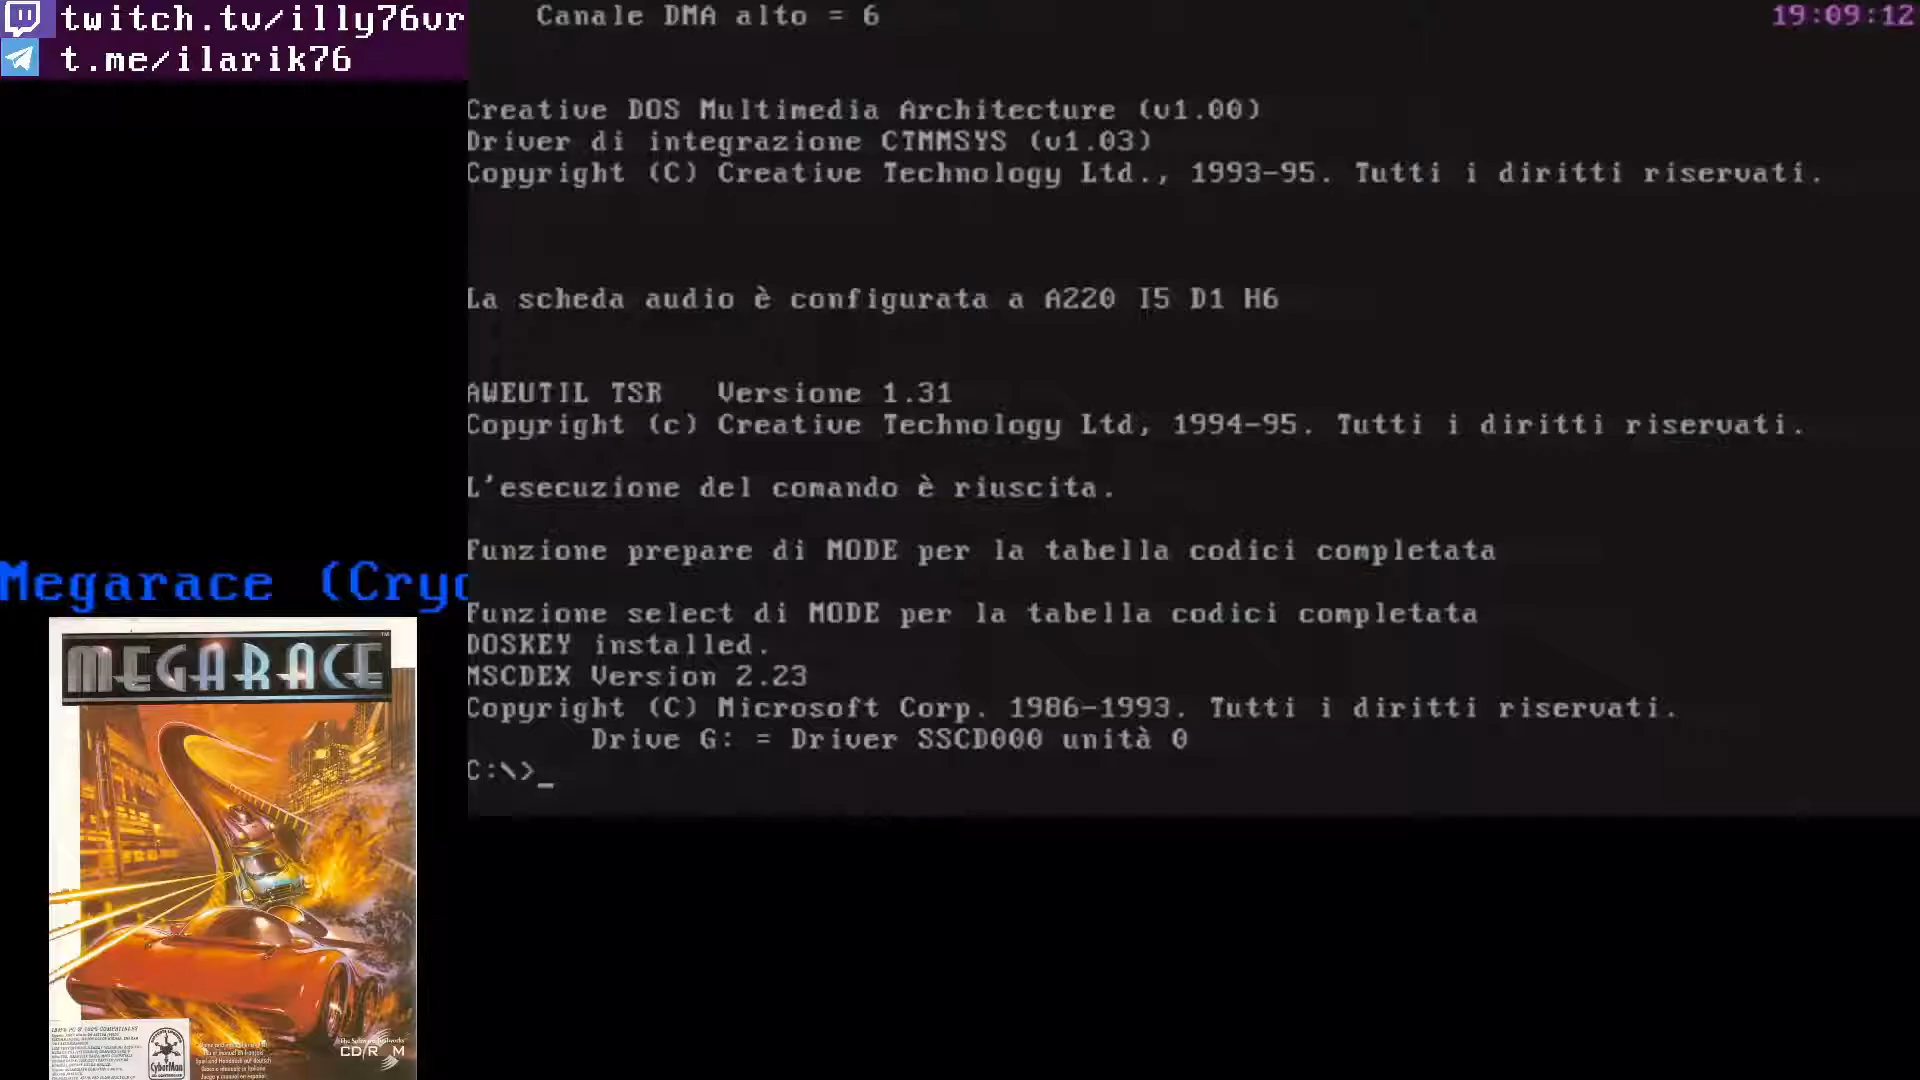 twitch.tv/illy76vr
t.me/ilarik76
Canale DMA alto = 6
19:09:12
Creative DOS Multimedia Architecture (v1.00)
Driver di integrazione CTMMSYS (v1.03)
Copyright (C) Creative Technology Ltd., 1993-95. Tutti i diritti riservati.
La scheda audio è configurata a A220 I5 D1 H6
AWEUTIL TSR Versione 1.31
Copyright (c) Creative Technology Ltd, 1994-95. Tutti i diritti riservati.
L'esecuzione del comando è riuscita.
Funzione prepare di MODE per la tabella codici completata
Funzione select di MODE per la tabella codici completata
DOSKEY installed.
MSCDEX Version 2.23
Copyright (C) Microsoft Corp. 1986-1993. Tutti i diritti riservati.
Drive G: = Driver SSCD000 unità 0
C:\>_
Megarace (Cryo
MEGARACE
CyberMan